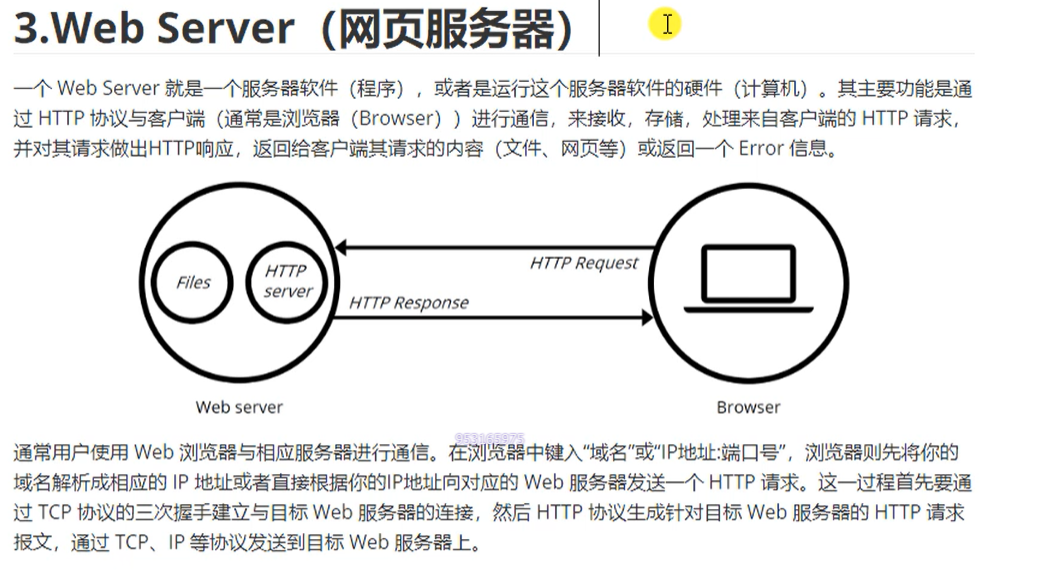 3.Web Server（网页服务器）
一个 Web Server 就是一个服务器软件（程序），或者是运行这个服务器软件的硬件（计算机）。其主要功能是通
过 HTTP 协议与客户端（通常是浏览器（Browser））进行通信，来接收，存储，处理来自客户端的 HTTP 请求，
并对其请求做出HTTP响应，返回给客户端其请求的内容（文件、网页等）或返回一个 Error 信息。
Files
HTTP
server
HTTP Request
HTTP Response
Web server
Browser
通常用户使用 Web 浏览器与相应服务器进行通信。在浏览器中键入“域名”或“IP地址:端口号”，浏览器则先将你的
域名解析成相应的 IP 地址或者直接根据你的IP地址向对应的 Web 服务器发送一个 HTTP 请求。这一过程首先要通
过 TCP 协议的三次握手建立与目标 Web 服务器的连接，然后 HTTP 协议生成针对目标 Web 服务器的 HTTP 请求
报文，通过 TCP、IP 等协议发送到目标 Web 服务器上。